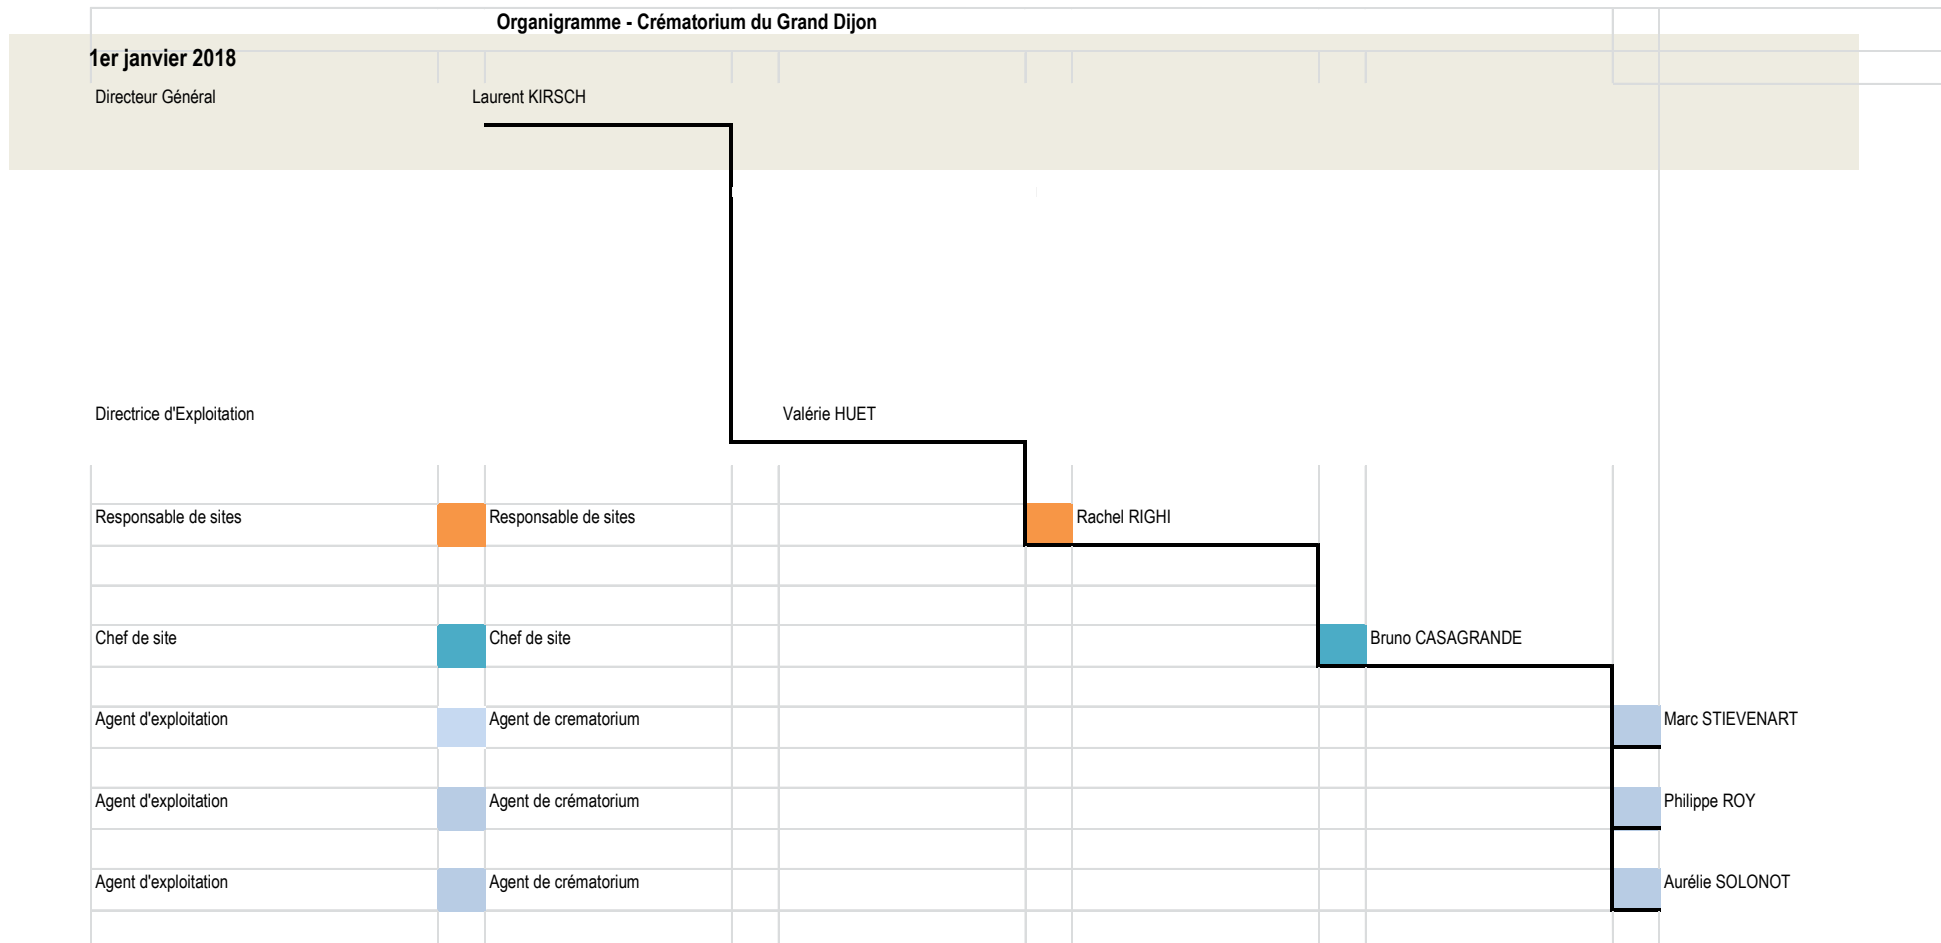 Organigramme - Crématorium du Grand Dijon
1er janvier 2018
Directeur Général Laurent KIRSCH
Directrice d'Exploitation Valérie HUET
Responsable de sites Responsable de sites Rachel RIGHI
Chef de site Chef de site Bruno CASAGRANDE
Agent d'exploitation Agent de crematorium Marc STIEVENART
Agent d'exploitation Agent de crématorium Philippe ROY
Agent d'exploitation Agent de crématorium Aurélie SOLONOT